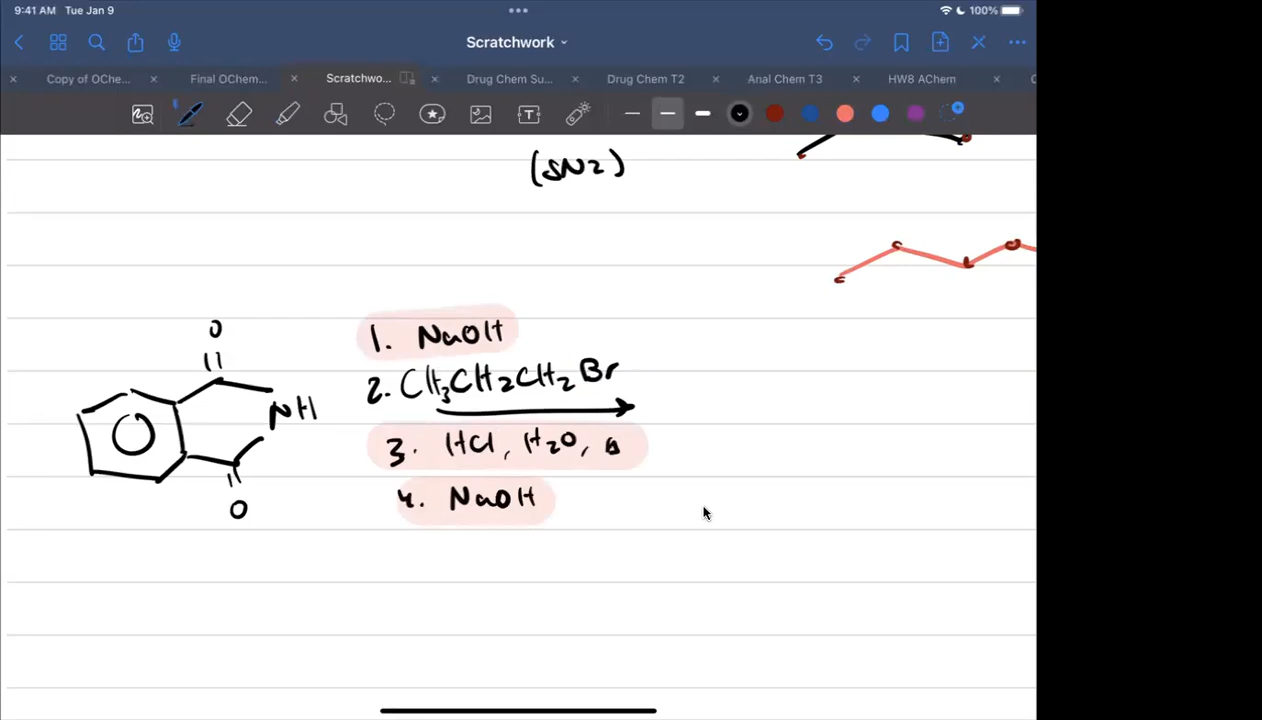 9:41 AM Tue Jan 9
100%
Scratchwork
Copy of OChe...
Final OChem...
Scratchwo...
Drug Chem Su...
Drug Chem T2
Anal Chem T3
HW8 AChem
(SN2)
O
NH
O
1. NaOH
2. CH3CH2CH2Br
3. HCl, H2O, Δ
4. NaOH